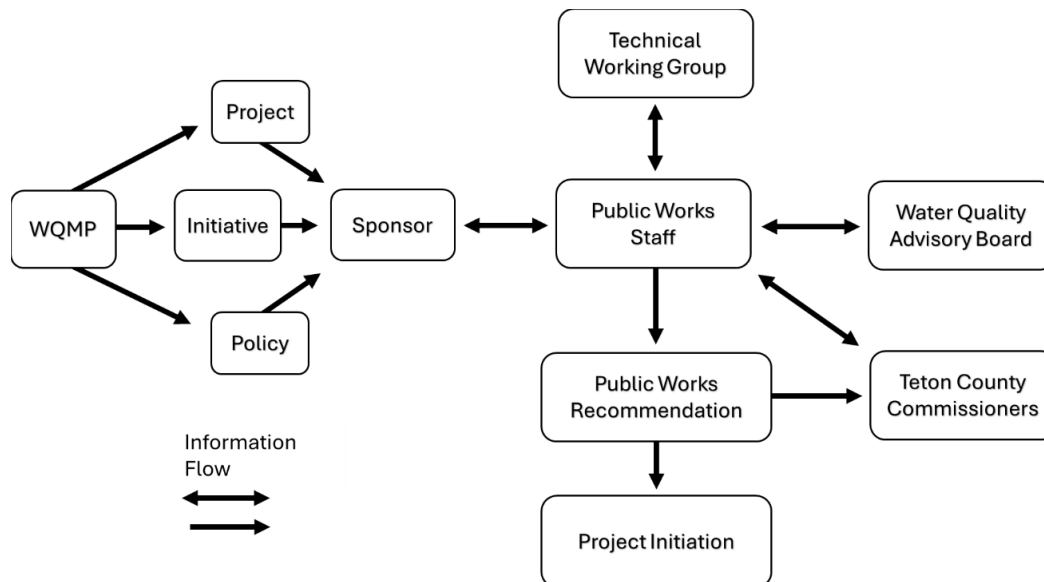 Technical
Working Group
Project
WQMP
Initiative
Sponsor
Public Works
Staff
Water Quality
Advisory Board
Policy
Public Works
Recommendation
Teton County
Commissioners
Information
Flow
Project Initiation